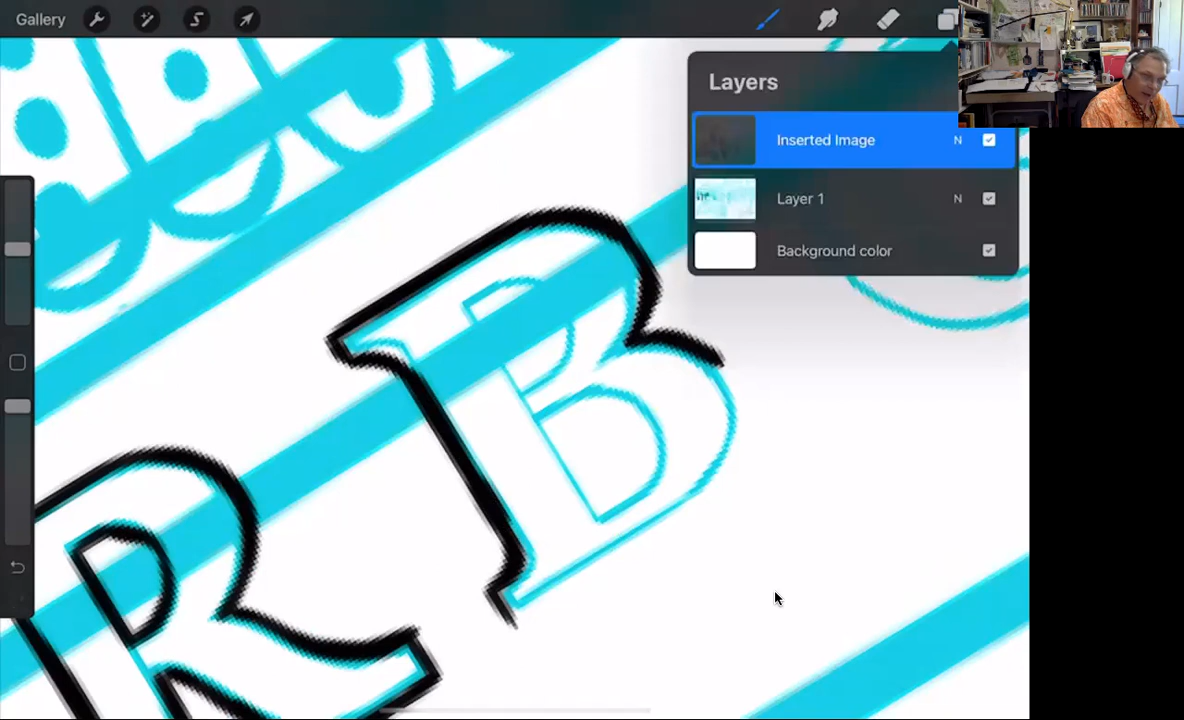 Gallery
Layers
Inserted Image N
Layer 1 N
Background color
B
R